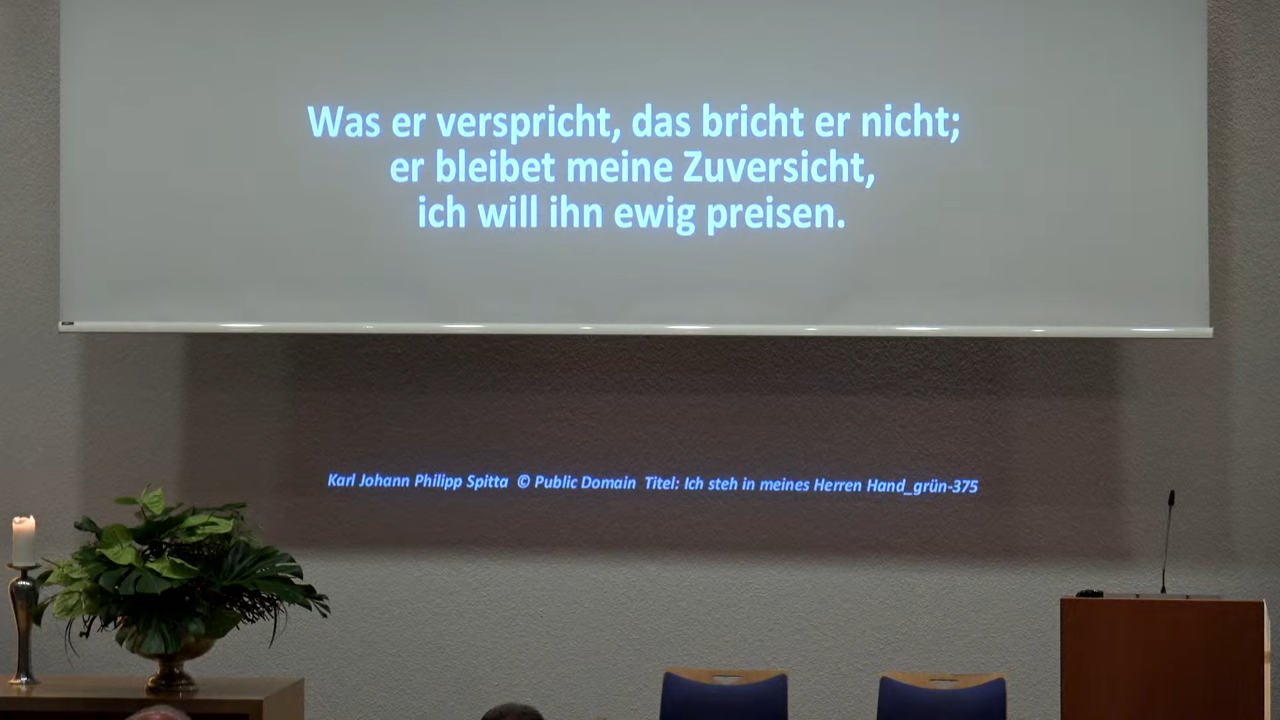 Was er verspricht, das bricht er nicht;
er bleibet meine Zuversicht,
ich will ihn ewig preisen.
Karl Johann Philipp Spitta © Public Domain Titel: Ich steh in meines Herren Hand_grün-375